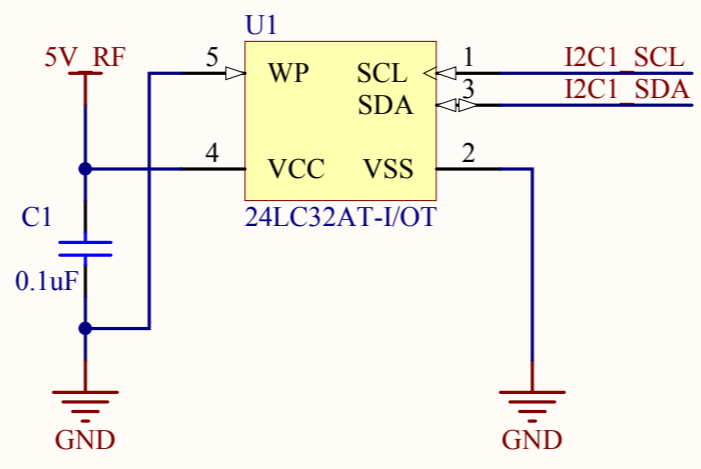 U1
5V_RF
5
WP
SCL
1
I2C1_SCL
SDA
3
I2C1_SDA
4
VCC
VSS
2
C1
24LC32AT-I/OT
0.1uF
GND
GND